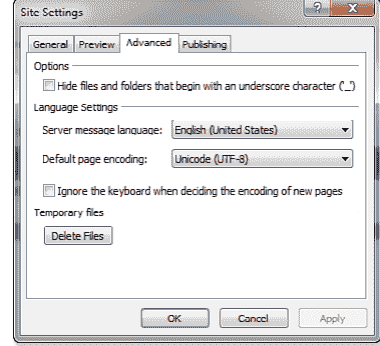 Site Settings
?
X
General Preview Advanced Publishing
Options
Hide files and folders that begin with an underscore character ('_')
Language Settings
Server message language: English (United States)
Default page encoding: Unicode (UTF-8)
Ignore the keyboard when deciding the encoding of new pages
Temporary files
Delete Files
OK Cancel Apply